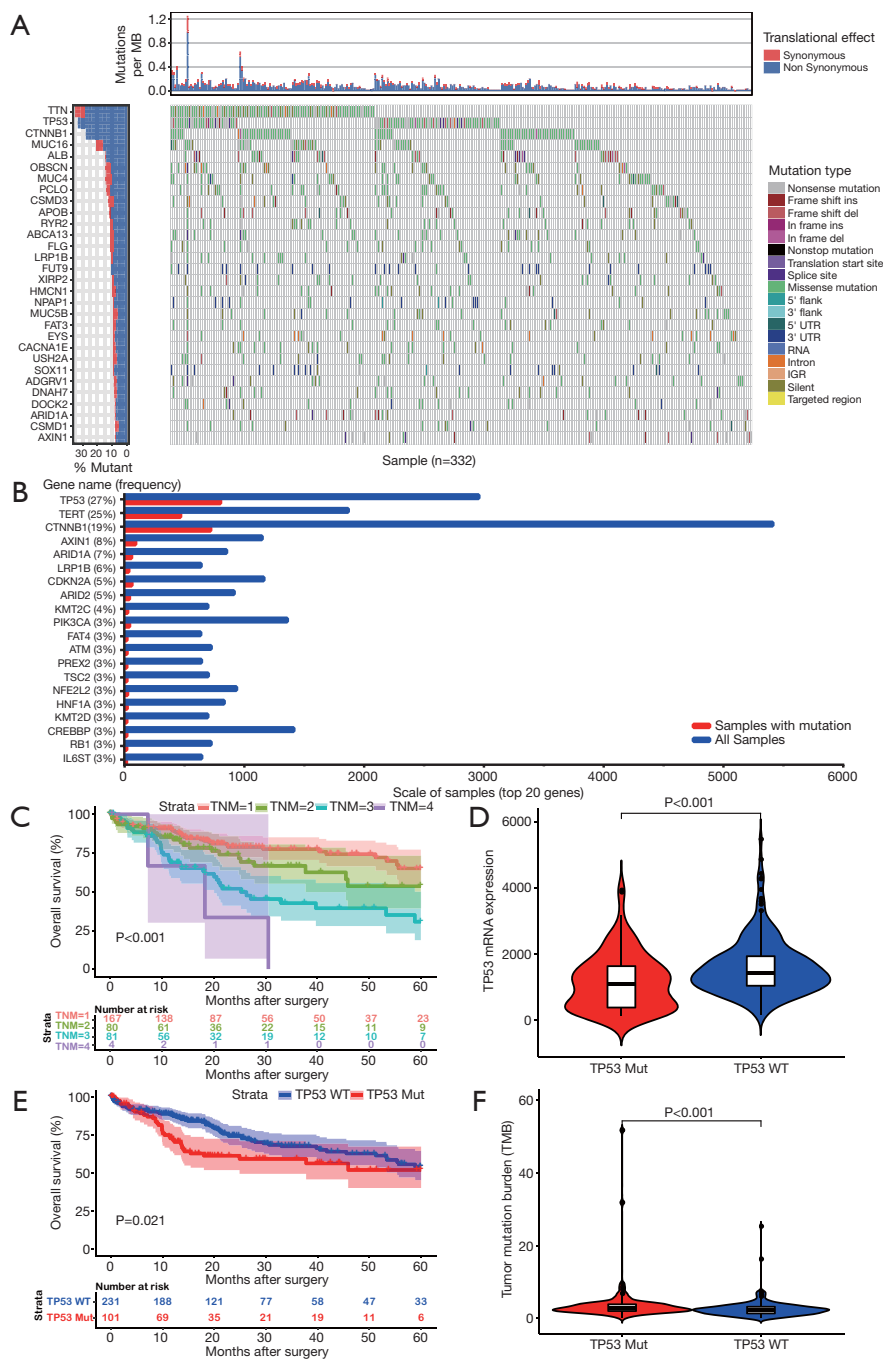 A
Mutations
per MB
1.2
0.8
0.4
0.0
Translational effect
Synonymous
Non Synonymous
TTN
TP53
CTNNB1
MUC16
ALB
OBSCN
MUC4
PCLO
CSMD3
APOB
RYR2
ABCA13
FLG
LRP1B
FUT9
XIRP2
HMCN1
NPAP1
MUC5B
FAT3
EYS
CACNA1E
USH2A
SOX11
ADGRV1
DNAH7
DOCK2
ARID1A
CSMD1
AXIN1
30 20 10 0
% Mutant
Sample (n=332)
Mutation type
Nonsense mutation
Frame shift ins
Frame shift del
In frame ins
In frame del
Nonstop mutation
Translation start site
Splice site
Missense mutation
5' flank
3' flank
5' UTR
3' UTR
RNA
Intron
IGR
Silent
Targeted region
B
Gene name (frequency)
TP53 (27%)
TERT (25%)
CTNNB1(19%)
AXIN1 (8%)
ARID1A (7%)
LRP1B (6%)
CDKN2A (5%)
ARID2 (5%)
KMT2C (4%)
PIK3CA (3%)
FAT4 (3%)
ATM (3%)
PREX2 (3%)
TSC2 (3%)
NFE2L2 (3%)
HNF1A (3%)
KMT2D (3%)
CREBBP (3%)
RB1 (3%)
IL6ST (3%)
Samples with mutation
All Samples
0 1000 2000 3000 4000 5000 6000
Scale of samples (top 20 genes)
C
Strata TNM=1 TNM=2 TNM=3 TNM=4
Overall survival (%)
100
75
50
25
0
P<0.001
0 10 20 30 40 50 60
Months after surgery
Number at risk
Strata
TNM=1 167 138 87 56 50 37 23
TNM=2 80 61 36 22 15 11 9
TNM=3 81 56 32 19 12 10 7
TNM=4 4 2 1 1 0 0 0
0 10 20 30 40 50 60
Months after surgery
D
P<0.001
TP53 mRNA expression
6000
4000
2000
0
TP53 Mut TP53 WT
E
Strata TP53 WT TP53 Mut
Overall survival (%)
100
75
50
25
0
P=0.021
0 10 20 30 40 50 60
Months after surgery
Number at risk
Strata
TP53 WT 231 188 121 77 58 47 33
TP53 Mut 101 69 35 21 19 11 6
0 10 20 30 40 50 60
Months after surgery
F
P<0.001
Tumor mutation burden (TMB)
60
40
20
0
TP53 Mut TP53 WT